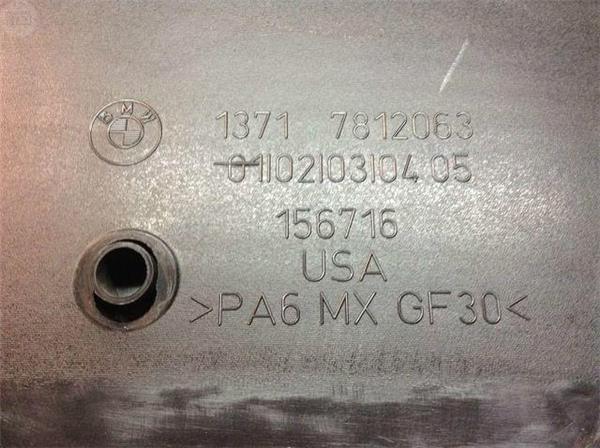 BMW
1371 7812063
01|02|03|04 05
156716
USA
>PA6 MX GF30<